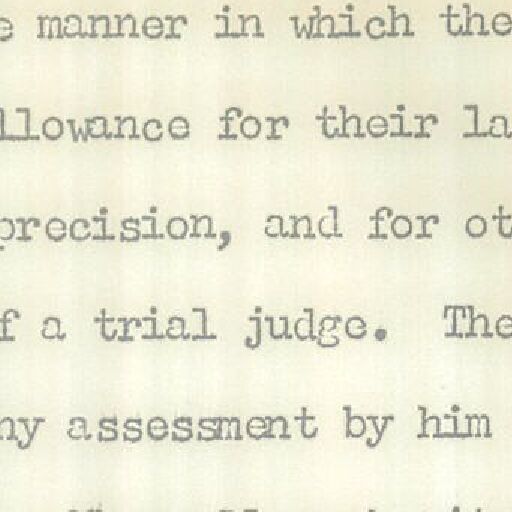 e manner in which the
llowance for their la
precision, and for ot
f a trial judge. The
ny assessment by him